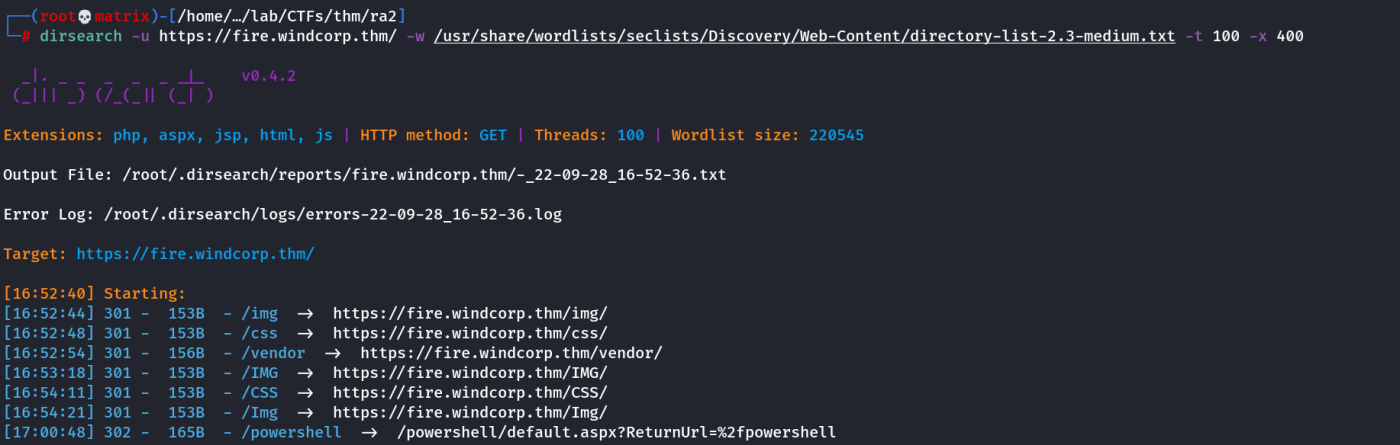 ┌──(root💀matrix)-[/home/…/lab/CTFs/thm/ra2]
└─# dirsearch -u https://fire.windcorp.thm/ -w /usr/share/wordlists/seclists/Discovery/Web-Content/directory-list-2.3-medium.txt -t 100 -x 400
_|. _ _ _ _ _ _|_ v0.4.2
(_||| _) (/_(_|| (_| )
Extensions: php, aspx, jsp, html, js | HTTP method: GET | Threads: 100 | Wordlist size: 220545
Output File: /root/.dirsearch/reports/fire.windcorp.thm/-_22-09-28_16-52-36.txt
Error Log: /root/.dirsearch/logs/errors-22-09-28_16-52-36.log
Target: https://fire.windcorp.thm/
[16:52:40] Starting:
[16:52:44] 301 - 153B - /img -> https://fire.windcorp.thm/img/
[16:52:48] 301 - 153B - /css -> https://fire.windcorp.thm/css/
[16:52:54] 301 - 156B - /vendor -> https://fire.windcorp.thm/vendor/
[16:53:18] 301 - 153B - /IMG -> https://fire.windcorp.thm/IMG/
[16:54:11] 301 - 153B - /CSS -> https://fire.windcorp.thm/CSS/
[16:54:21] 301 - 153B - /Img -> https://fire.windcorp.thm/Img/
[17:00:48] 302 - 165B - /powershell -> /powershell/default.aspx?ReturnUrl=%2fpowershell